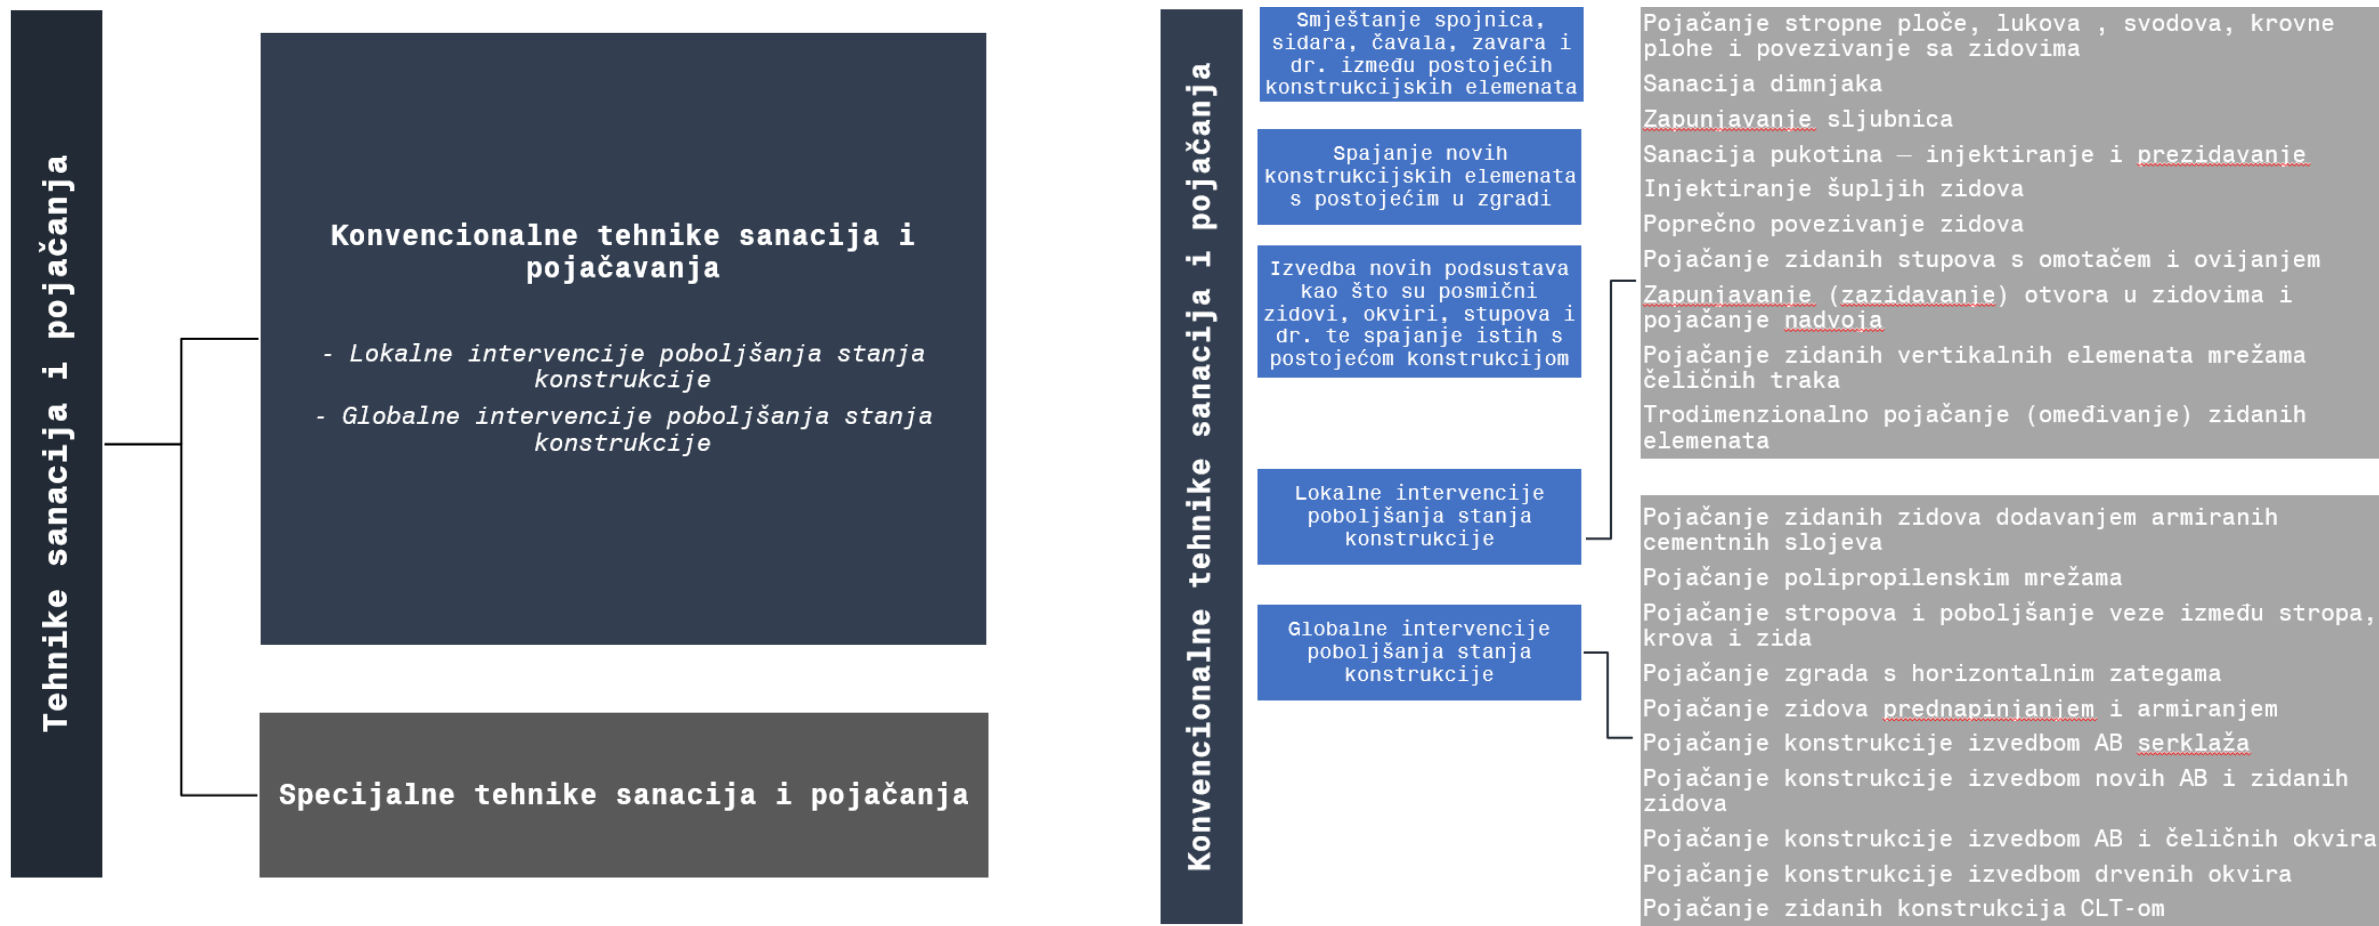 Tehnike sanacija i pojačanja
Konvencionalne tehnike sanacija i
pojačavanja
- Lokalne intervencije poboljšanja stanja
konstrukcije
- Globalne intervencije poboljšanja stanja
konstrukcije
Specijalne tehnike sanacija i pojačanja
Konvencionalne tehnike sanacija i pojačanja
Smještanje spojnica,
sidara, čavala, zavara i
dr. između postojećih
konstrukcijskih elemenata
Spajanje novih
konstrukcijskih elemenata
s postojećim u zgradi
Izvedba novih podsustava
kao što su posmični
zidovi, okviri, stupova i
dr. te spajanje istih s
postojećom konstrukcijom
Lokalne intervencije
poboljšanja stanja
konstrukcije
Globalne intervencije
poboljšanja stanja
konstrukcije
Pojačanje stropne ploče, lukova , svodova, krovne
plohe i povezivanje sa zidovima
Sanacija dimnjaka
Zapunjavanje sljubnica
Sanacija pukotina – injektiranje i prezidavanje
Injektiranje šupljih zidova
Poprečno povezivanje zidova
Pojačanje zidanih stupova s omotačem i ovijanjem
Zapunjavanje (zazidavanje) otvora u zidovima i
pojačanje nadvoja
Pojačanje zidanih vertikalnih elemenata mrežama
čeličnih traka
Trodimenzionalno pojačanje (omeđivanje) zidanih
elemenata
Pojačanje zidanih zidova dodavanjem armiranih
cementnih slojeva
Pojačanje polipropilenskim mrežama
Pojačanje stropova i poboljšanje veze između stropa,
krova i zida
Pojačanje zgrada s horizontalnim zategama
Pojačanje zidova prednapinjanjem i armiranjem
Pojačanje konstrukcije izvedbom AB serklaža
Pojačanje konstrukcije izvedbom novih AB i zidanih
zidova
Pojačanje konstrukcije izvedbom AB i čeličnih okvira
Pojačanje konstrukcije izvedbom drvenih okvira
Pojačanje zidanih konstrukcija CLT-om